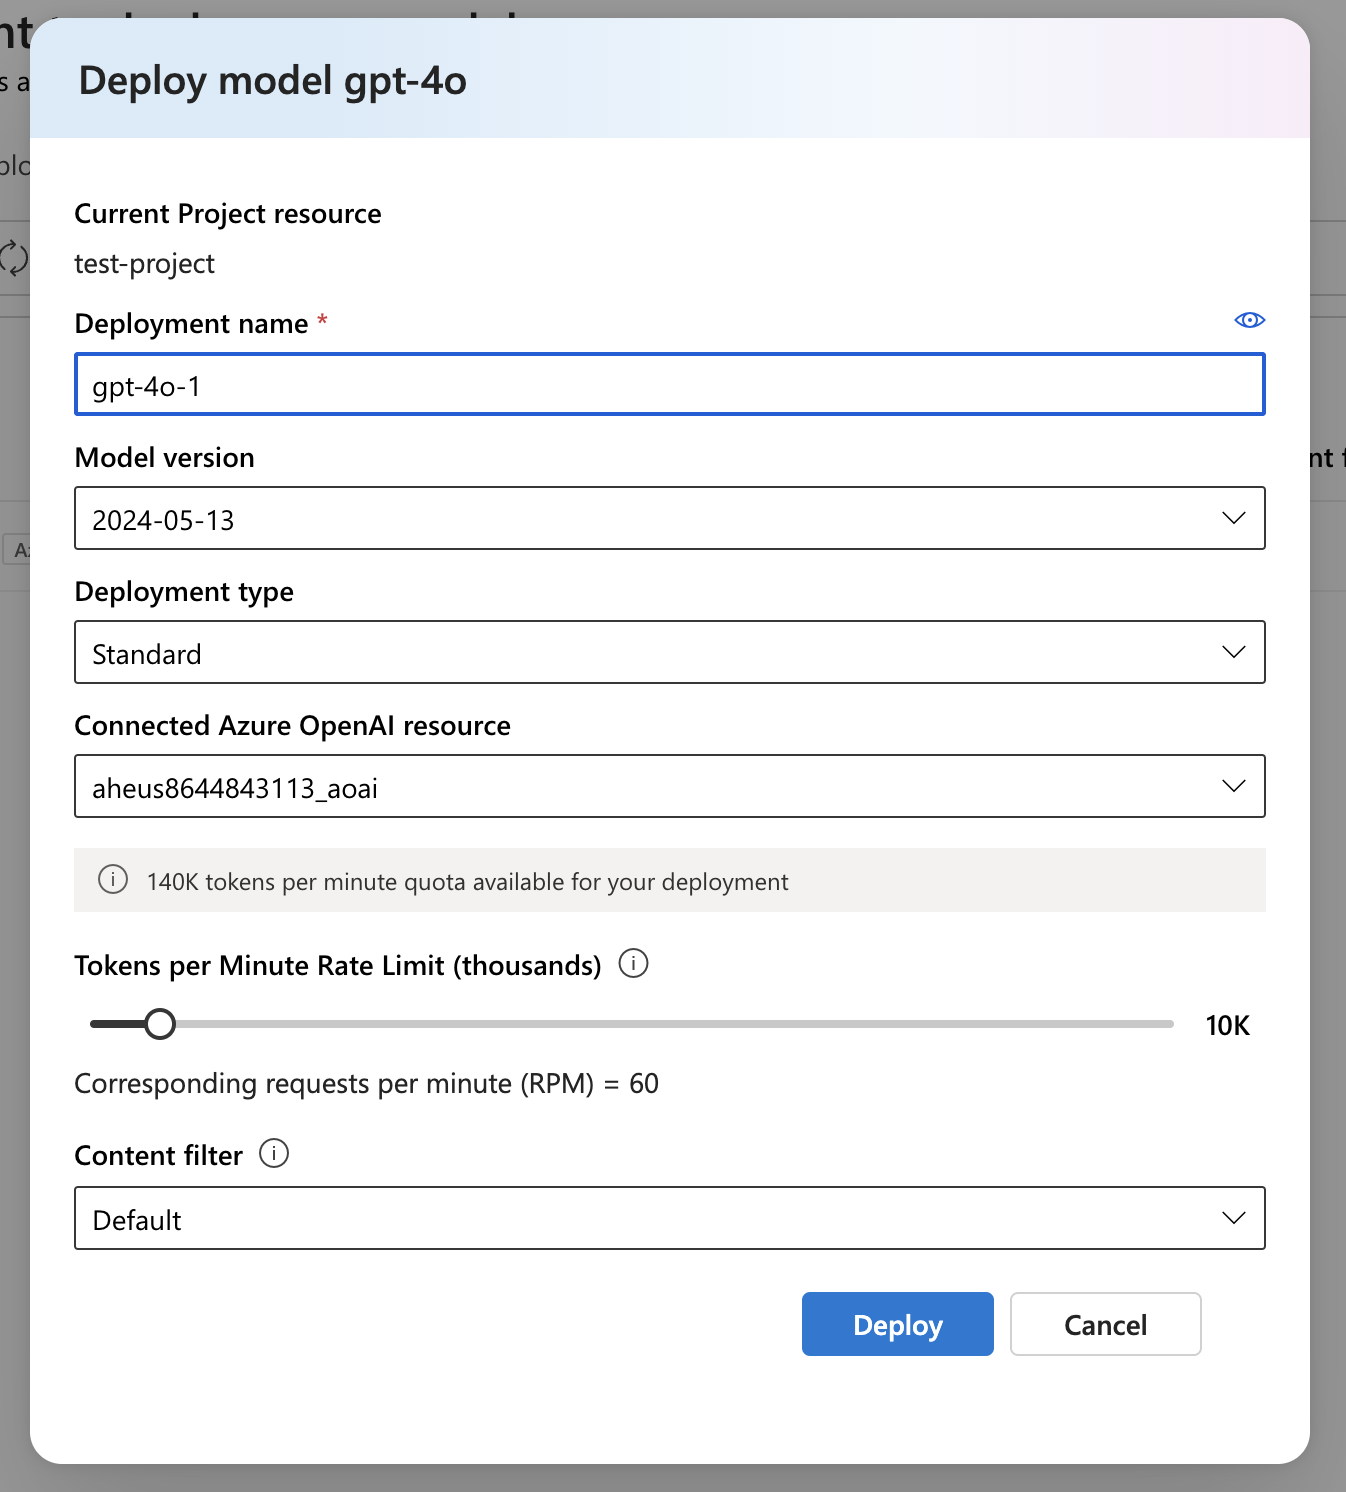 Deploy model gpt-4o
Current Project resource
test-project
Deployment name *
gpt-4o-1
Model version
2024-05-13
Deployment type
Standard
Connected Azure OpenAI resource
aheus8644843113_aoai
140K tokens per minute quota available for your deployment
Tokens per Minute Rate Limit (thousands)
10K
Corresponding requests per minute (RPM) = 60
Content filter
Default
Deploy
Cancel